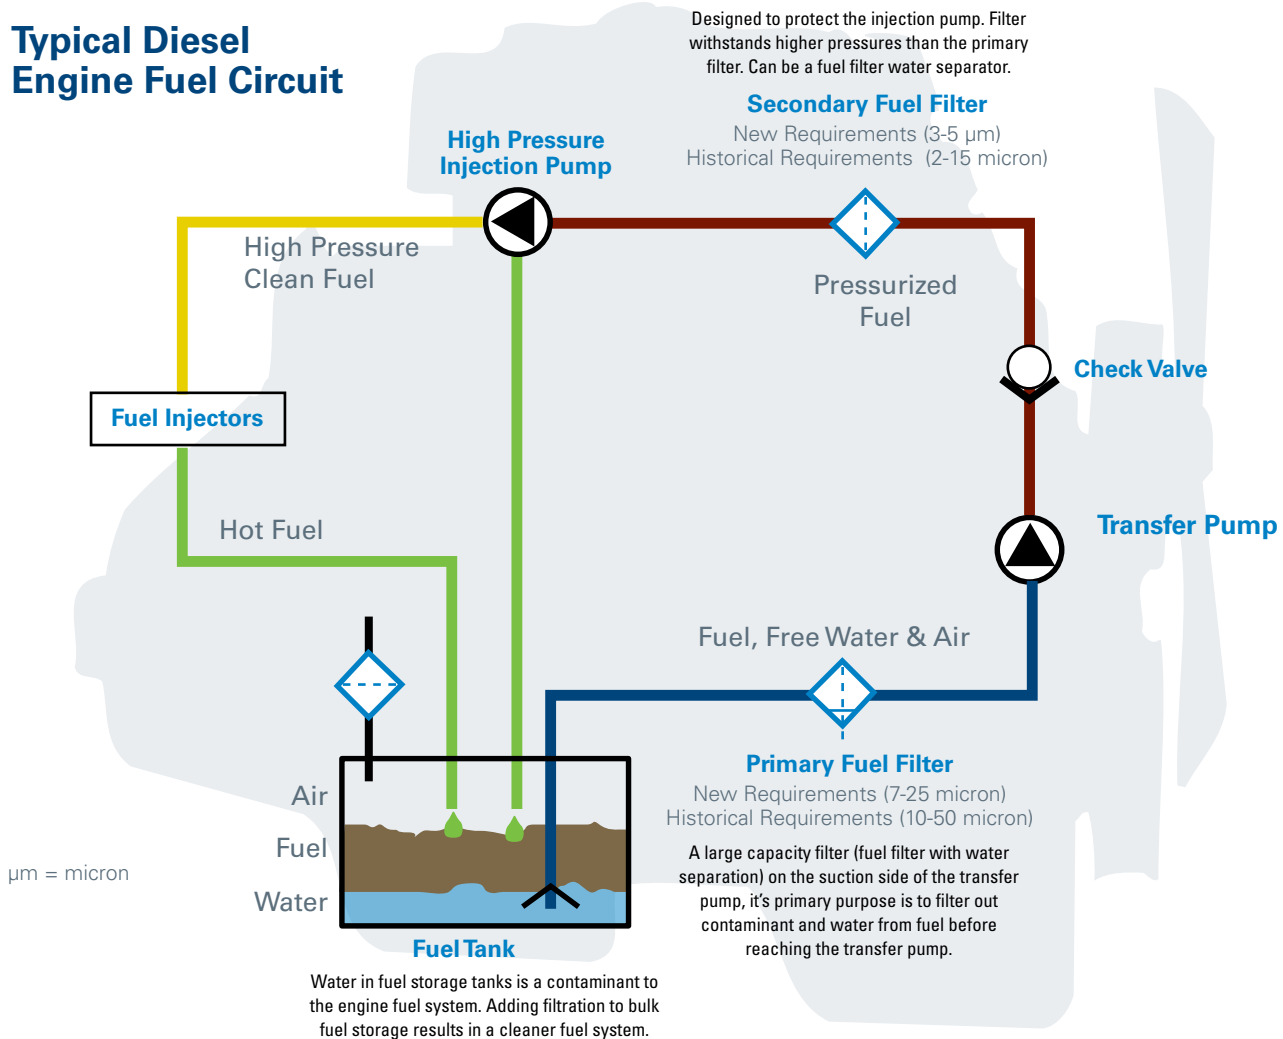 Typical Diesel
Engine Fuel Circuit
Designed to protect the injection pump. Filter
withstands higher pressures than the primary
filter. Can be a fuel filter water separator.
Secondary Fuel Filter
New Requirements (3-5 µm)
Historical Requirements (2-15 micron)
High Pressure
Injection Pump
High Pressure
Clean Fuel
Pressurized
Fuel
Check Valve
Fuel Injectors
Transfer Pump
Hot Fuel
Fuel, Free Water & Air
Primary Fuel Filter
New Requirements (7-25 micron)
Historical Requirements (10-50 micron)
A large capacity filter (fuel filter with water
separation) on the suction side of the transfer
pump, it's primary purpose is to filter out
contaminant and water from fuel before
reaching the transfer pump.
Air
Fuel
Water
µm = micron
Fuel Tank
Water in fuel storage tanks is a contaminant to
the engine fuel system. Adding filtration to bulk
fuel storage results in a cleaner fuel system.